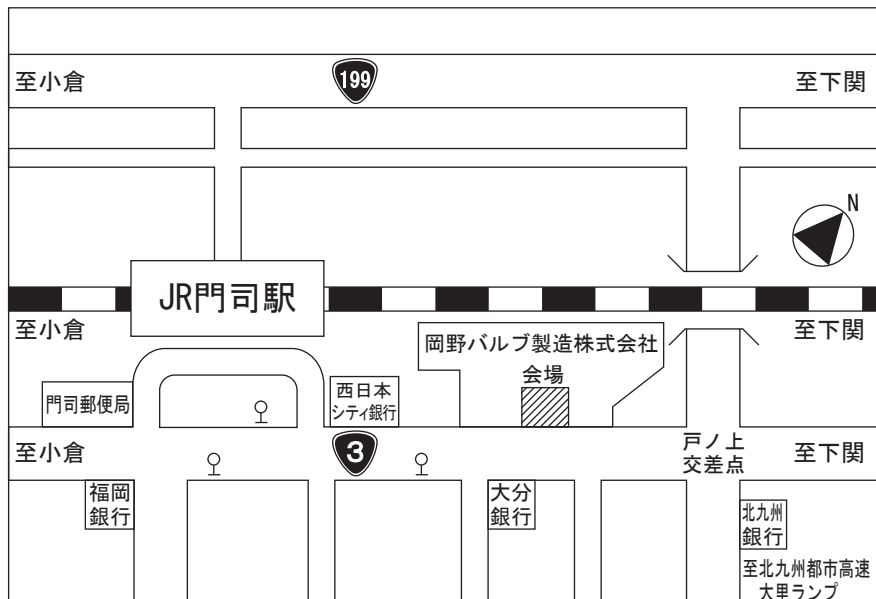 至小倉
199
至下関
N
JR門司駅
至小倉
至下関
岡野バルブ製造株式会社
会場
門司郵便局
西日本
シティ銀行
至小倉
3
戸ノ上
交差点
至下関
福岡
銀行
大分
銀行
北九州
銀行
至北九州都市高速
大里ランプ